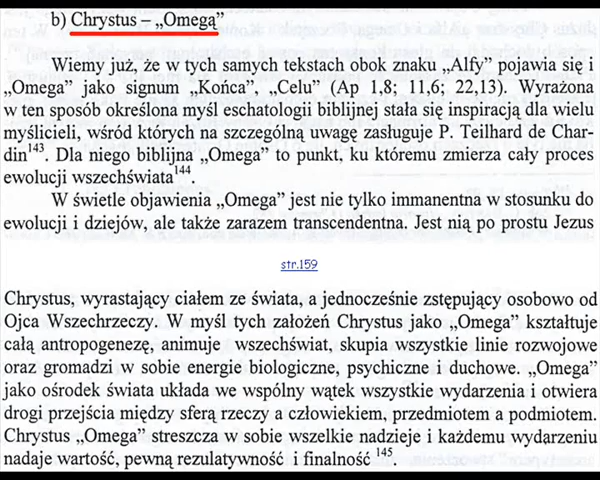 b) Chrystus – „Omega”
Wiemy już, że w tych samych tekstach obok znaku „Alfy” pojawia się i
„Omega” jako signum „Końca”, „Celu” (Ap 1,8; 11,6; 22,13). Wyrażona
w ten sposób określona myśl eschatologii biblijnej stała się inspiracją dla wielu
myślicieli, wśród których na szczególną uwagę zasługuje P. Teilhard de Char-
din143. Dla niego biblijna „Omega” to punkt, ku któremu zmierza cały proces
ewolucji wszechświata144.
W świetle objawienia „Omega” jest nie tylko immanentna w stosunku do
ewolucji i dziejów, ale także zarazem transcendentna. Jest nią po prostu Jezus
str.159
Chrystus, wyrastający ciałem ze świata, a jednocześnie zstępujący osobowo od
Ojca Wszechrzeczy. W myśl tych założeń Chrystus jako „Omega” kształtuje
całą antropogenezę, animuje wszechświat, skupia wszystkie linie rozwojowe
oraz gromadzi w sobie energie biologiczne, psychiczne i duchowe. „Omega”
jako ośrodek świata układa we wspólny wątek wszystkie wydarzenia i otwiera
drogi przejścia między sferą rzeczy a człowiekiem, przedmiotem a podmiotem.
Chrystus „Omega” streszcza w sobie wszelkie nadzieje i każdemu wydarzeniu
nadaje wartość, pewną rezulatywność i finalność 145.